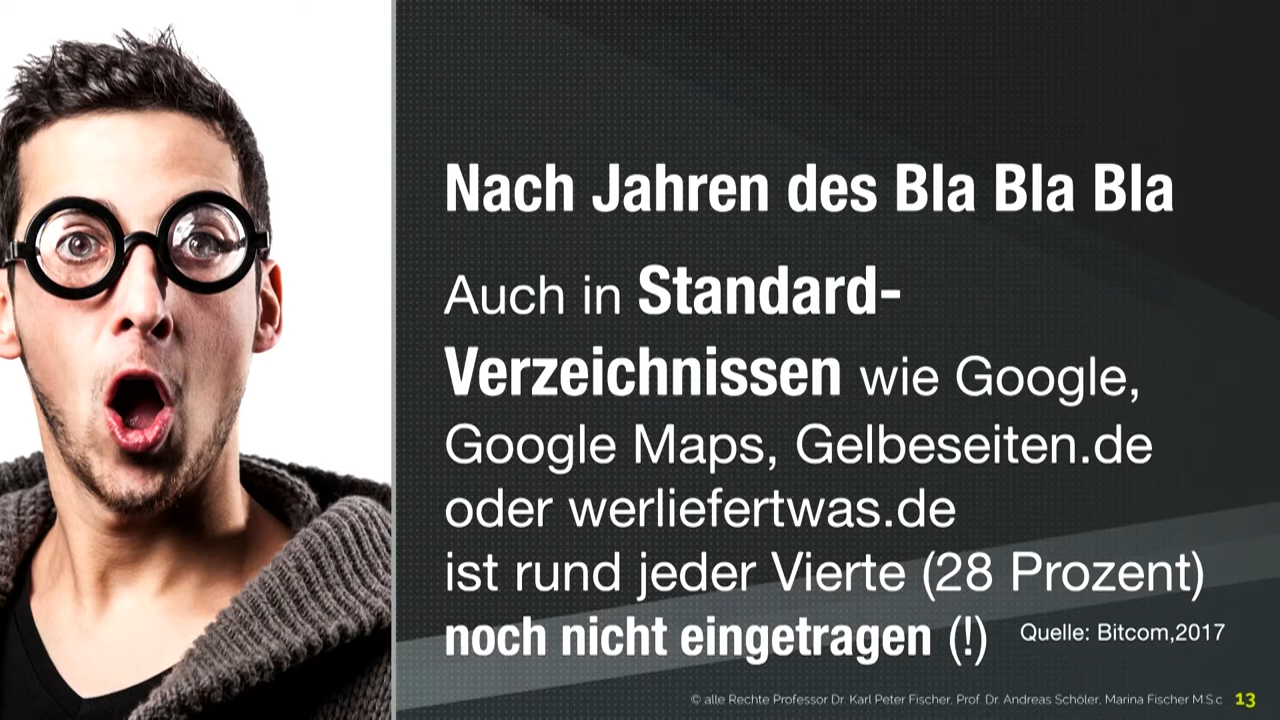 Nach Jahren des Bla Bla Bla
Auch in Standard-
Verzeichnissen wie Google,
Google Maps, Gelbeseiten.de
oder werliefertwas.de
ist rund jeder Vierte (28 Prozent)
noch nicht eingetragen (!) Quelle: Bitcom,2017
© alle Rechte Professor Dr. Karl Peter Fischer, Prof. Dr. Andreas Schöler, Marina Fischer M.S.c 13